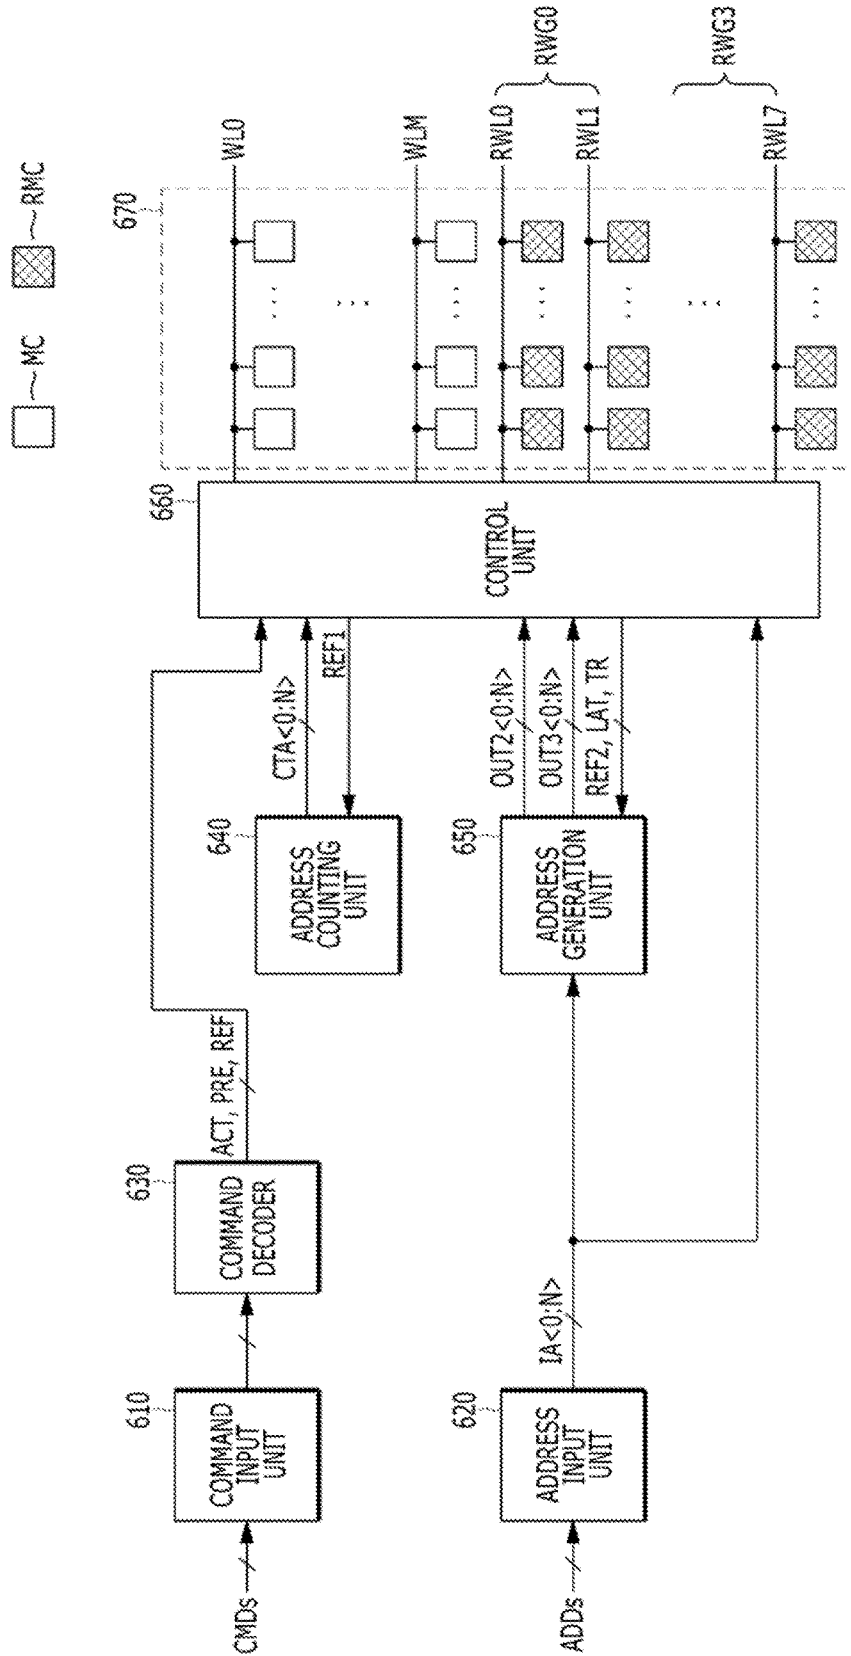 MC
RMC
670
WL0
WLM
RWL0
RWL1
RWL7
RWG0
RWG3
660
CONTROL
UNIT
CTA<0:N>
REF1
OUT2<0:N>
OUT3<0:N>
REF2, LAT, TR
640
ADDRESS
COUNTING
UNIT
650
ADDRESS
GENERATION
UNIT
ACT, PRE, REF
630
COMMAND
DECODER
610
COMMAND
INPUT
UNIT
CMDs
IA<0:N>
620
ADDRESS
INPUT
UNIT
ADDs